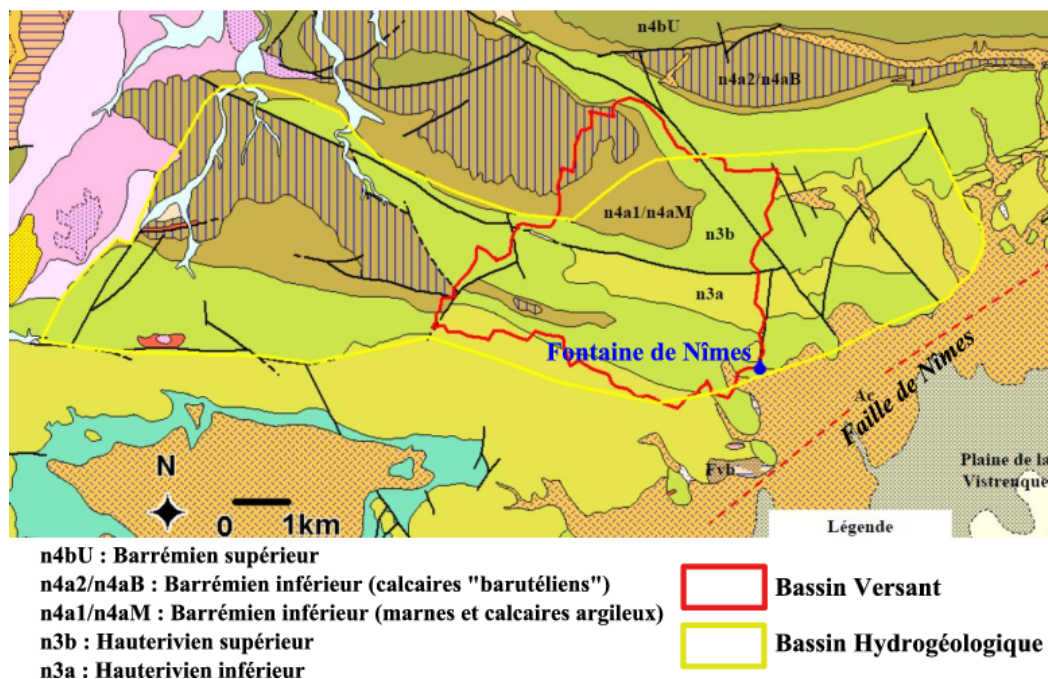 n4bU
n4a2/n4aB
n4a1/n4aM
n3b
n3a
Fontaine de Nîmes
Ac
Faille de Nîmes
Fvb
Plaine de la
Vistrenque
N
0 1km
Légende
n4bU : Barrémien supérieur
n4a2/n4aB : Barrémien inférieur (calcaires "barutéliens")
n4a1/n4aM : Barrémien inférieur (marnes et calcaires argileux)
n3b : Hauterivien supérieur
n3a : Hauterivien inférieur
Bassin Versant
Bassin Hydrogéologique